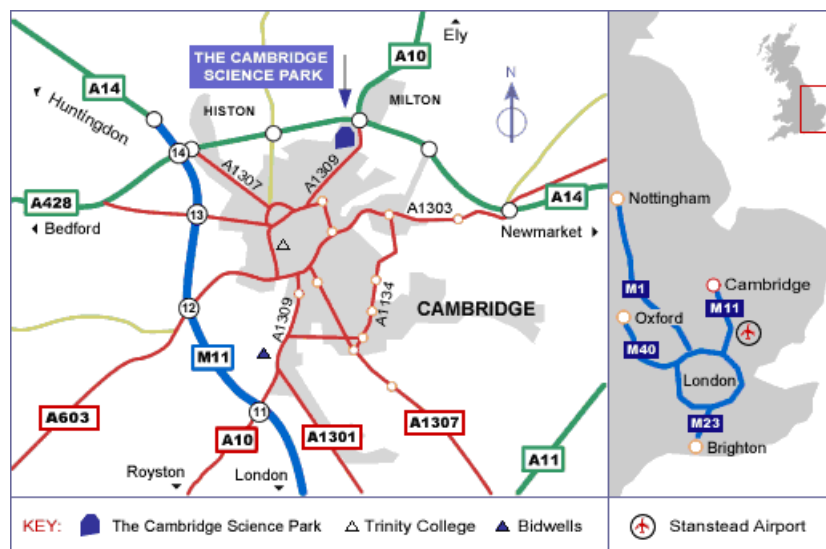 Ely
THE CAMBRIDGE
SCIENCE PARK
A10
A14
N
HISTON
MILTON
Huntingdon
14
A1307
A1309
A428
13
A1303
A14
Bedford
Newmarket
12
A1309
A1134
CAMBRIDGE
M11
A603
11
A10
A1301
A1307
A11
Royston
London
Nottingham
M1
Cambridge
M11
Oxford
M40
London
M23
Brighton
KEY:
The Cambridge Science Park
Trinity College
Bidwells
Stanstead Airport